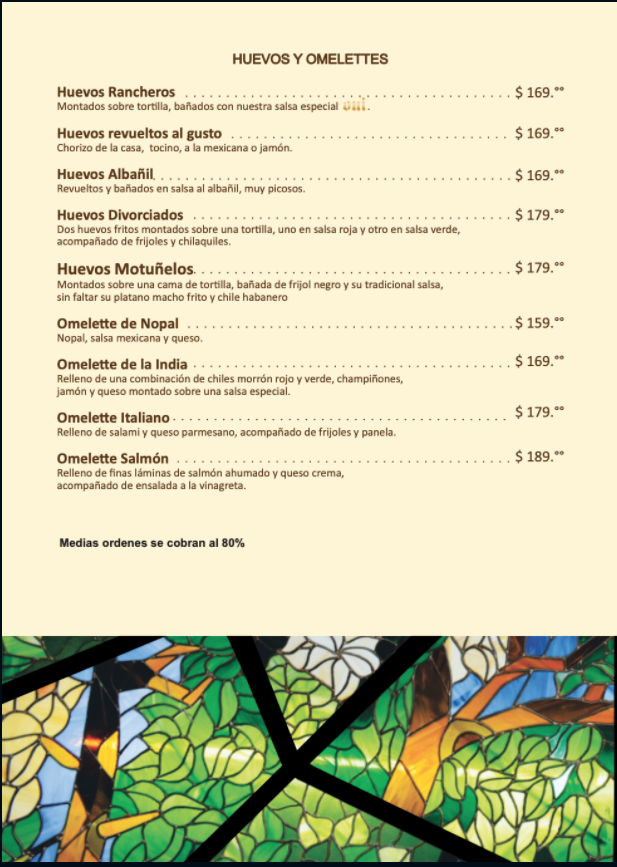 HUEVOS Y OMELETTES
Huevos Rancheros . . . . . . . . . . . . . . . . . . . . . . . . . . . . . . . . . . . . . . . . $ 169.°°
Montados sobre tortilla, bañados con nuestra salsa especial oui.
Huevos revueltos al gusto . . . . . . . . . . . . . . . . . . . . . . . . . . . . . . . . . . $ 169.°°
Chorizo de la casa, tocino, a la mexicana o jamón.
Huevos Albañil. . . . . . . . . . . . . . . . . . . . . . . . . . . . . . . . . . . . . . . . . . . $ 169.°°
Revueltos y bañados en salsa al albañil, muy picosos.
Huevos Divorciados . . . . . . . . . . . . . . . . . . . . . . . . . . . . . . . . . . . . . . . $ 179.°°
Dos huevos fritos montados sobre una tortilla, uno en salsa roja y otro en salsa verde,
acompañado de frijoles y chilaquiles.
Huevos Motuñelos. . . . . . . . . . . . . . . . . . . . . . . . . . . . . . . . . . . . . . . $ 179.°°
Montados sobre una cama de tortilla, bañada de frijol negro y su tradicional salsa,
sin faltar su platano macho frito y chile habanero
Omelette de Nopal . . . . . . . . . . . . . . . . . . . . . . . . . . . . . . . . . . . . . . . $ 159.°°
Nopal, salsa mexicana y queso.
Omelette de la India . . . . . . . . . . . . . . . . . . . . . . . . . . . . . . . . . . . . . . . $ 169.°°
Relleno de una combinación de chiles morrón rojo y verde, champiñones,
jamón y queso montado sobre una salsa especial.
Omelette Italiano . . . . . . . . . . . . . . . . . . . . . . . . . . . . . . . . . . . . . . . . . $ 179.°°
Relleno de salami y queso parmesano, acompañado de frijoles y panela.
Omelette Salmón . . . . . . . . . . . . . . . . . . . . . . . . . . . . . . . . . . . . . . . . . $ 189.°°
Relleno de finas láminas de salmón ahumado y queso crema,
acompañado de ensalada a la vinagreta.
Medias ordenes se cobran al 80%